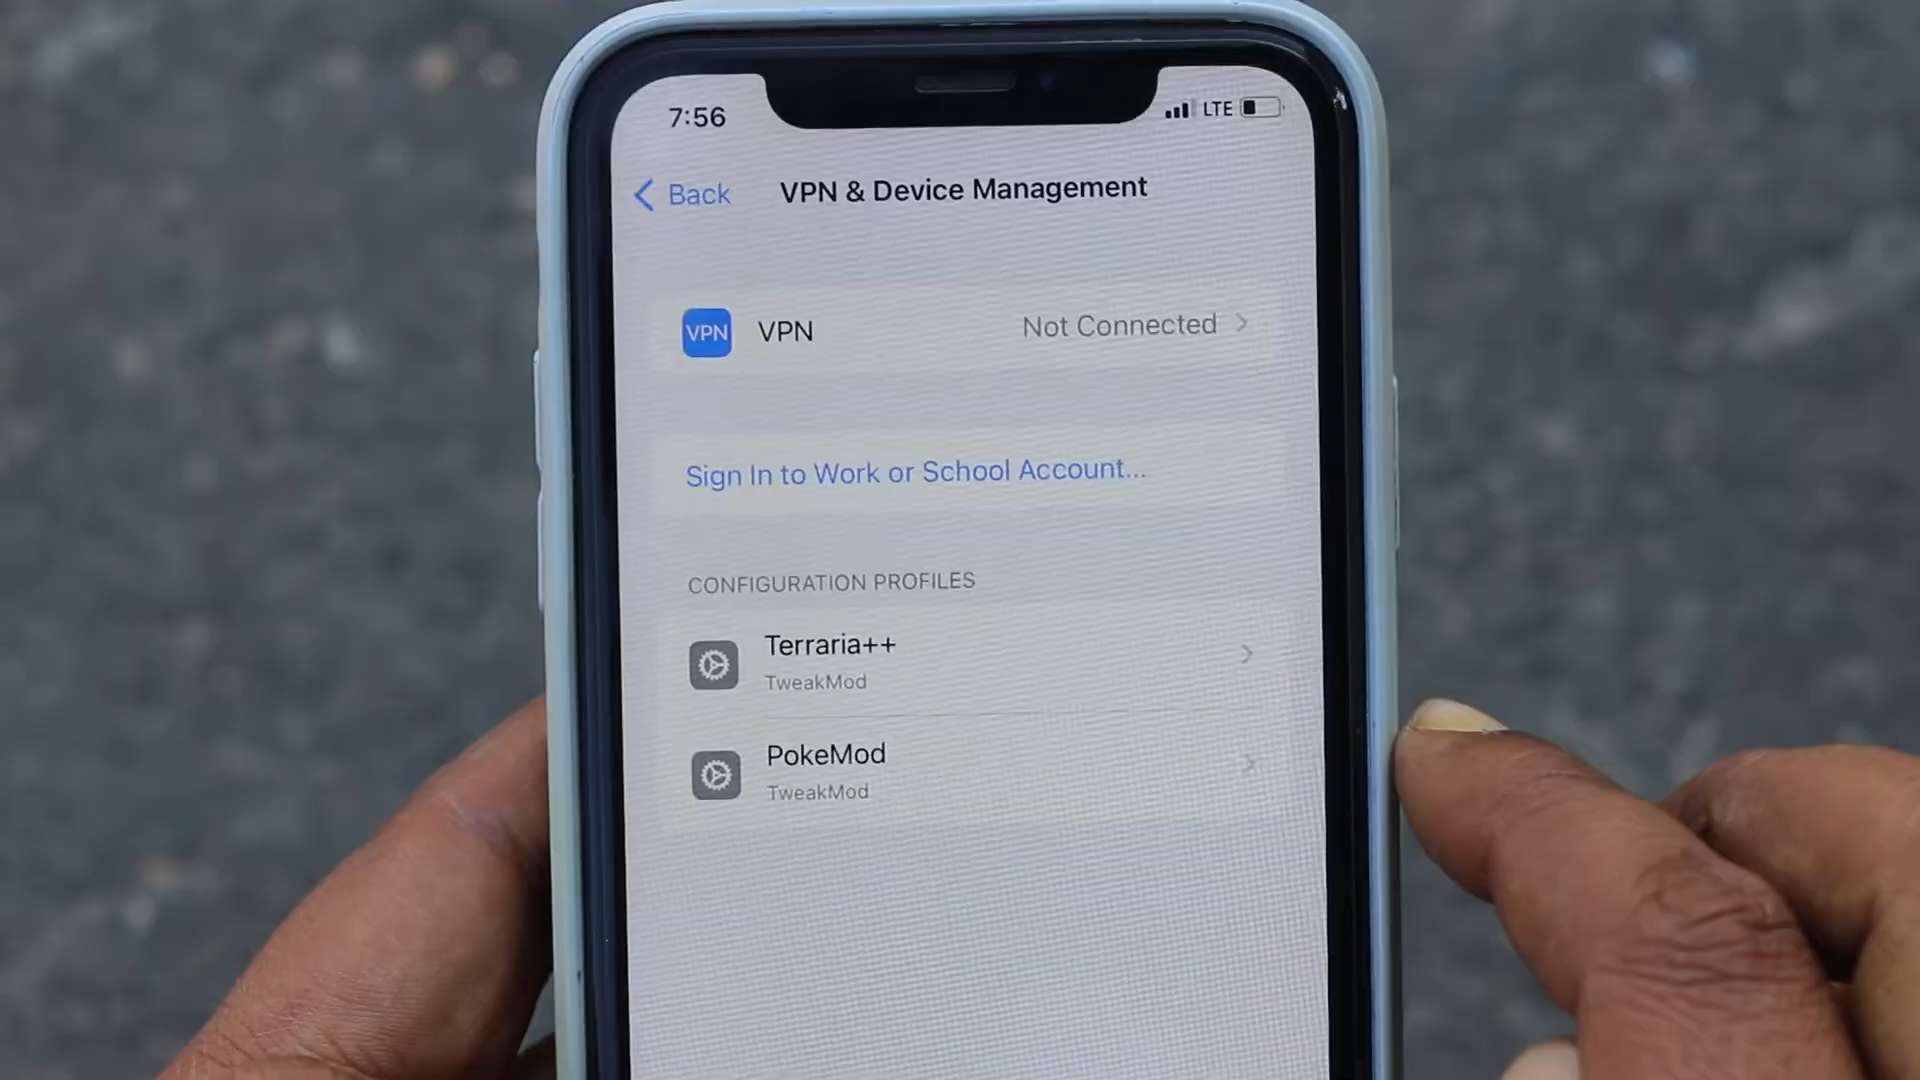 7:56 LTE
Back VPN & Device Management
VPN VPN Not Connected
Sign In to Work or School Account...
CONFIGURATION PROFILES
Terraria++
TweakMod
PokeMod
TweakMod